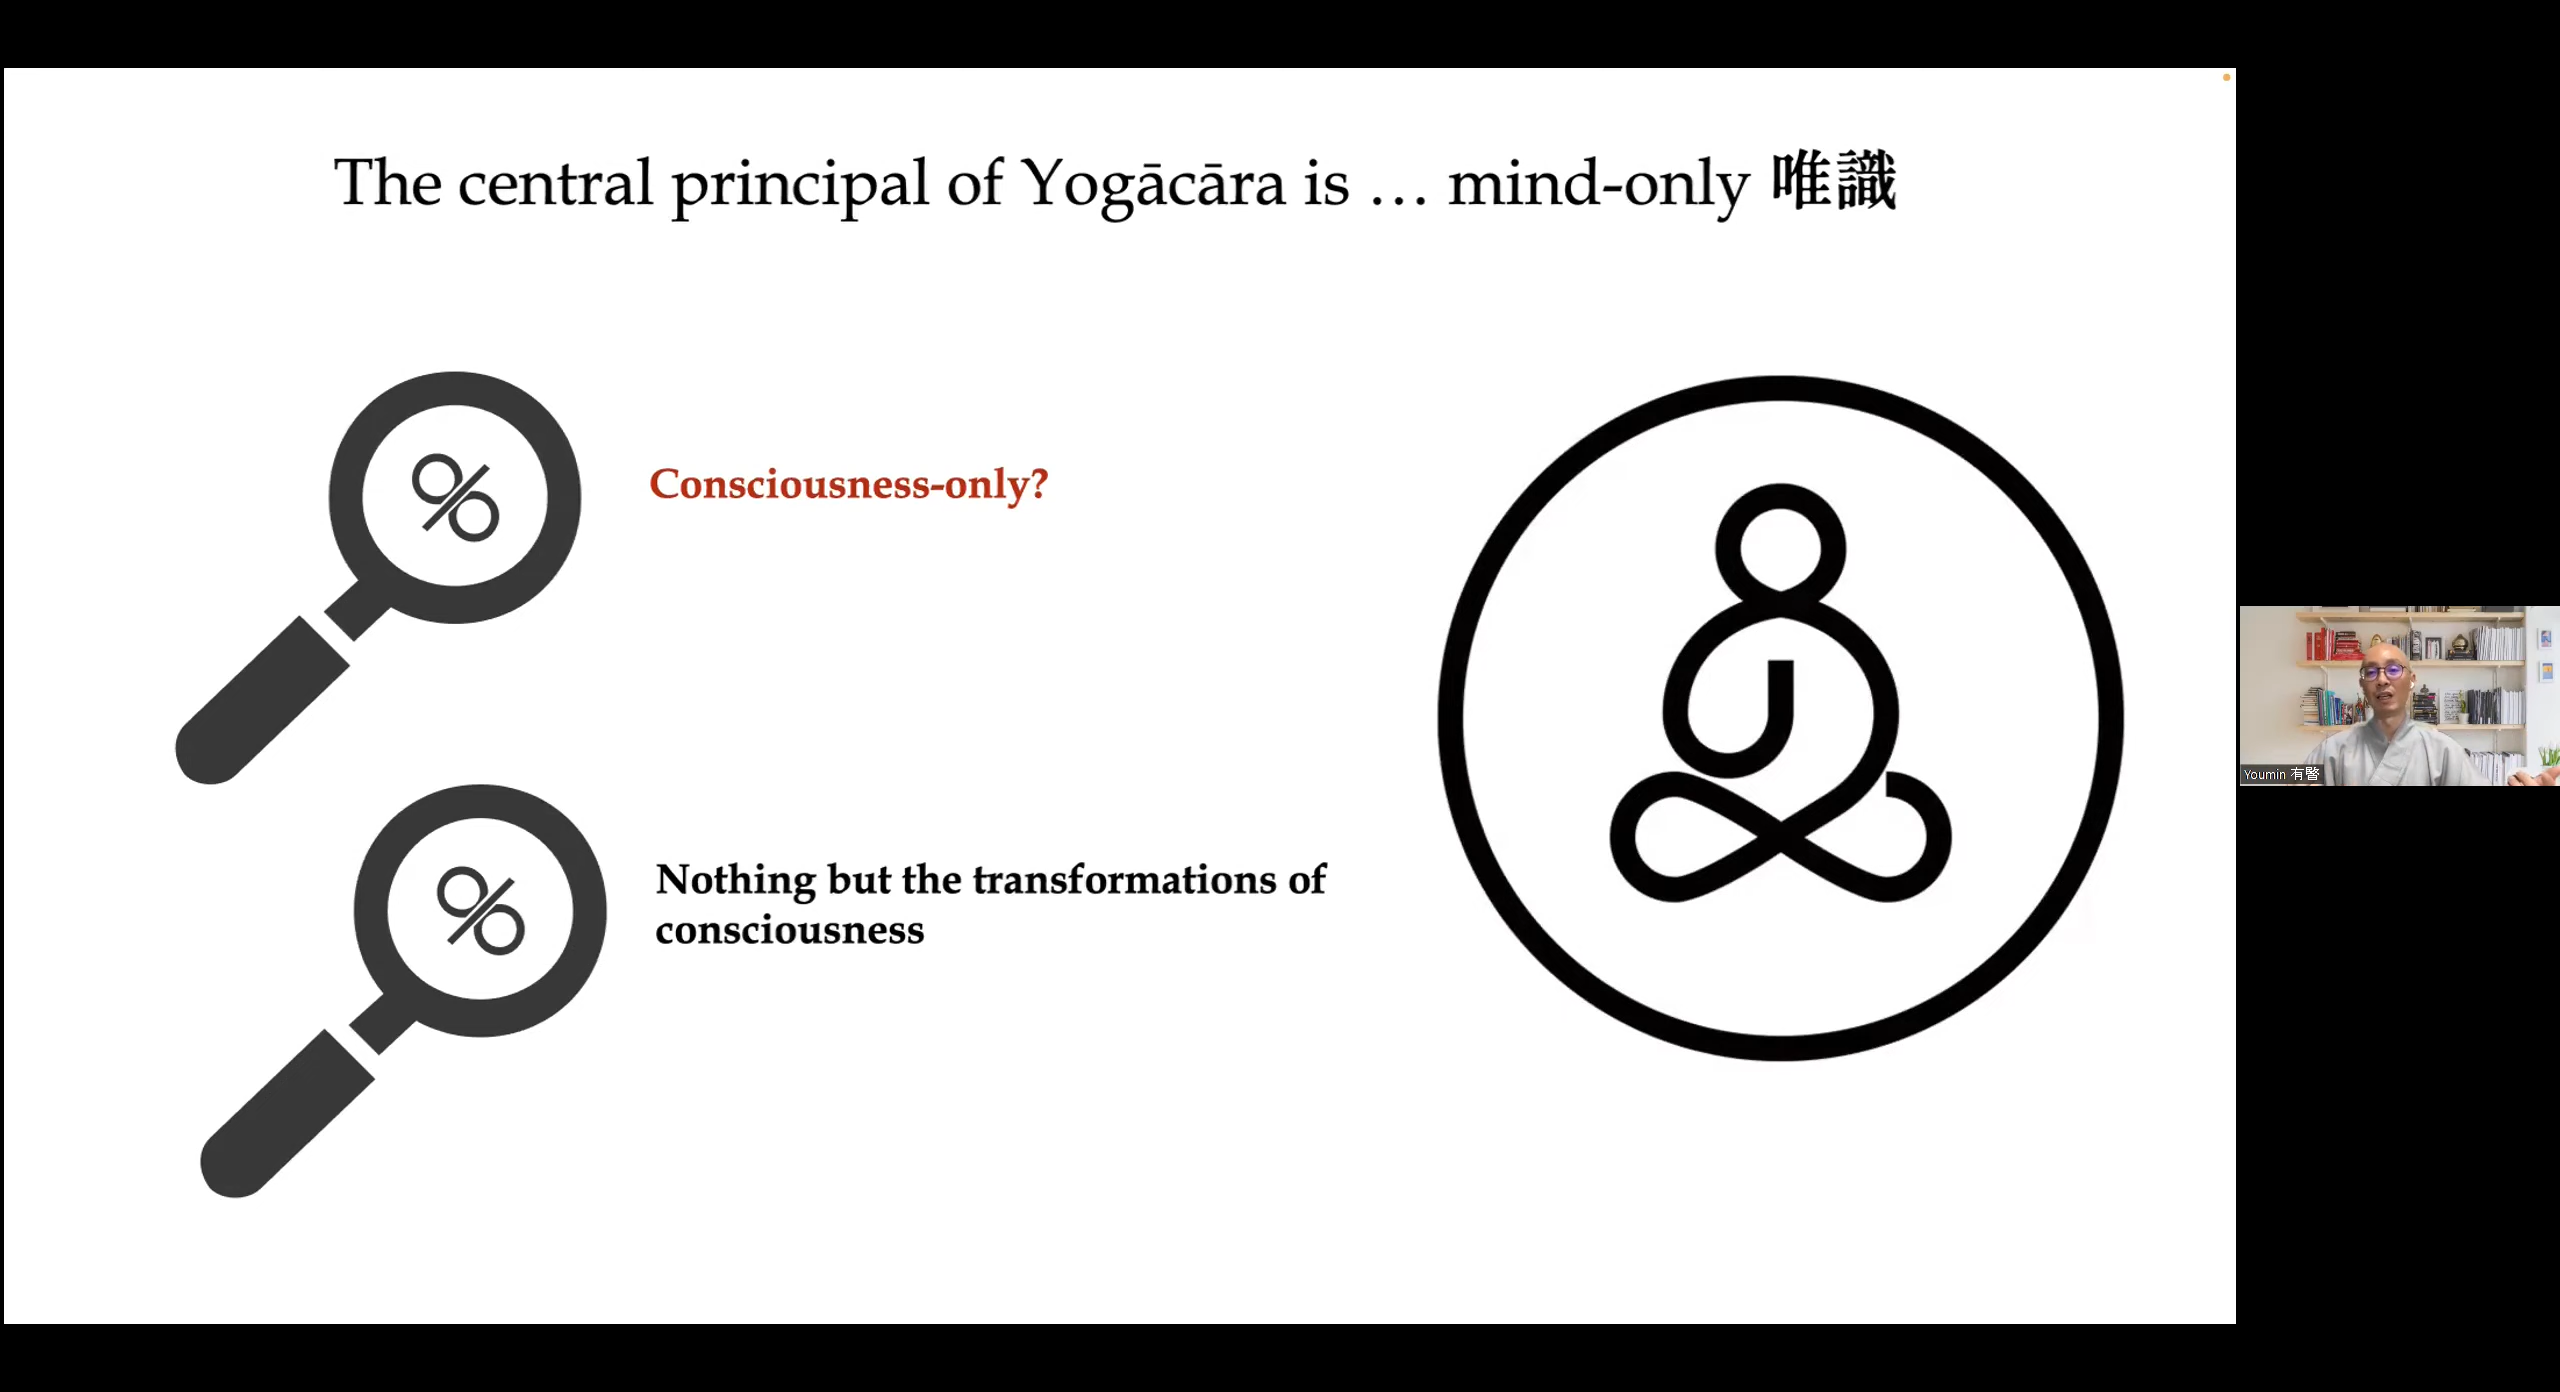 The central principal of Yogācāra is … mind-only 唯識
%
Consciousness-only?
%
Nothing but the transformations of
consciousness
Youmin 有暋